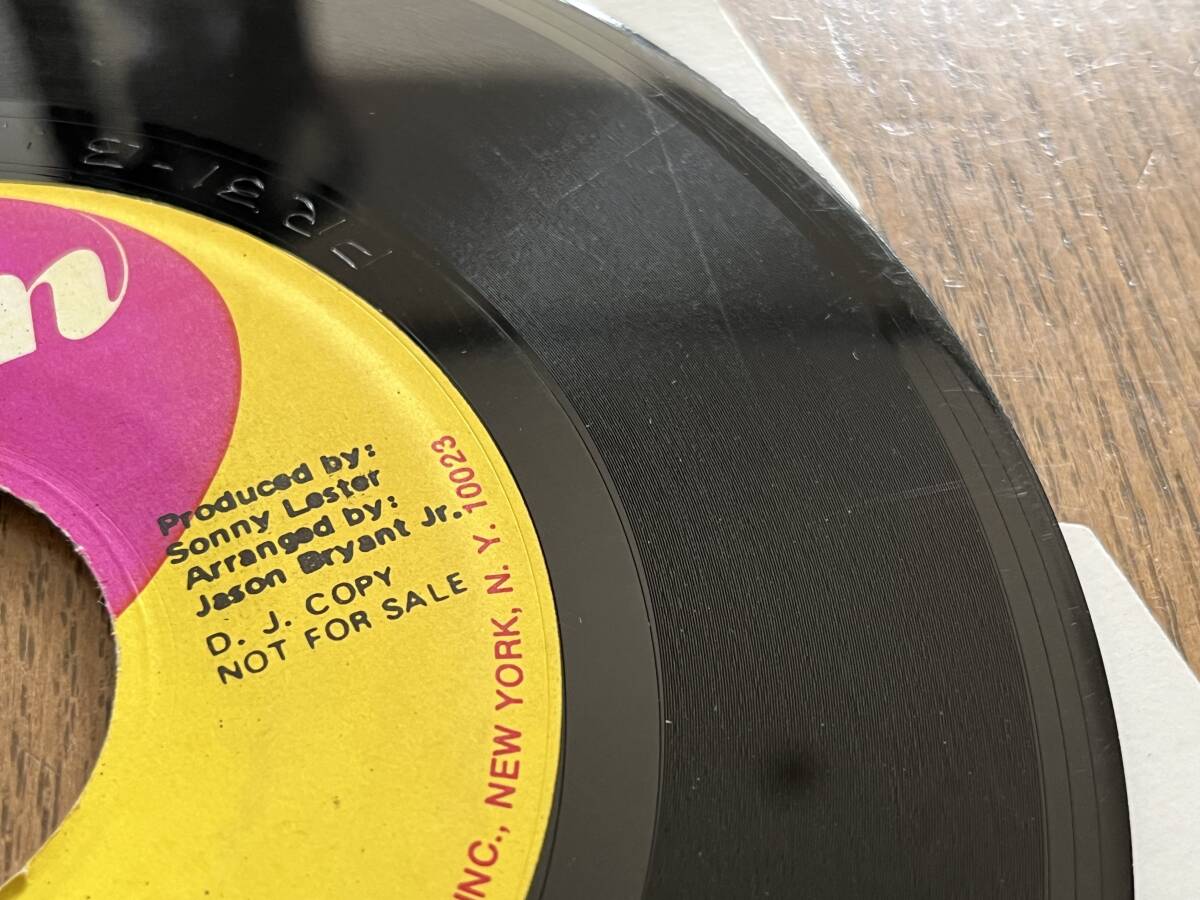 Produced by:
Sonny Lester
Arranged by:
Jason Bryant Jr.
D. J. COPY
NOT FOR SALE
INC., NEW YORK, N. Y. 10023